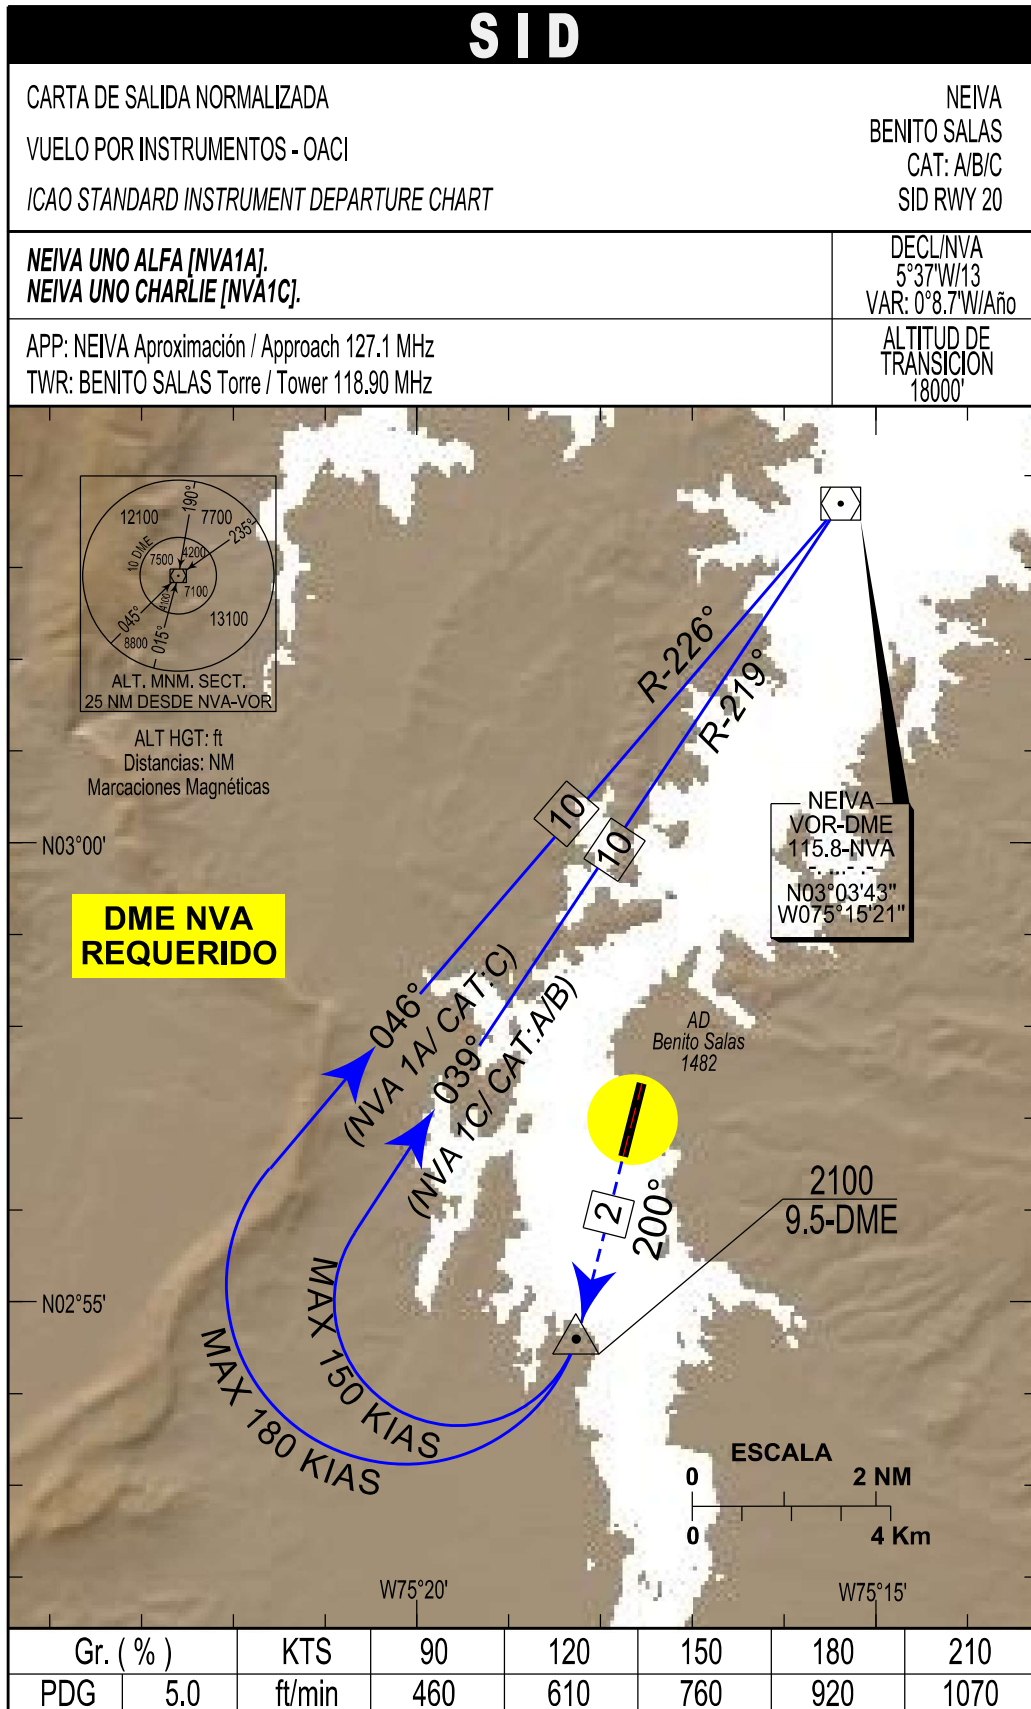 SID
CARTA DE SALIDA NORMALIZADA
VUELO POR INSTRUMENTOS - OACI
ICAO STANDARD INSTRUMENT DEPARTURE CHART
NEIVA
BENITO SALAS
CAT: A/B/C
SID RWY 20
NEIVA UNO ALFA [NVA1A].
NEIVA UNO CHARLIE [NVA1C].
DECL/NVA
5°37'W/13
VAR: 0°8.7'W/Año
APP: NEIVA Aproximación / Approach 127.1 MHz
TWR: BENITO SALAS Torre / Tower 118.90 MHz
ALTITUD DE
TRANSICION
18000'
12100
190°
7700
235°
10 DME
7500
4200
7100
4100
045°
015°
8800
13100
ALT. MNM. SECT.
25 NM DESDE NVA-VOR
ALT HGT: ft
Distancias: NM
Marcaciones Magnéticas
R-226°
R-219°
10
10
NEIVA
VOR-DME
115.8-NVA
-. ...- .-
N03°03'43"
W075°15'21"
N03°00'
DME NVA
REQUERIDO
046°
(NVA 1A/ CAT:C)
039°
(NVA 1C/ CAT:A/B)
AD
Benito Salas
1482
2
200°
2100
9.5-DME
N02°55'
MAX 150 KIAS
MAX 180 KIAS
ESCALA
0 2 NM
0 4 Km
W75°20'
W75°15'
Gr. ( % ) KTS 90 120 150 180 210
PDG 5.0 ft/min 460 610 760 920 1070